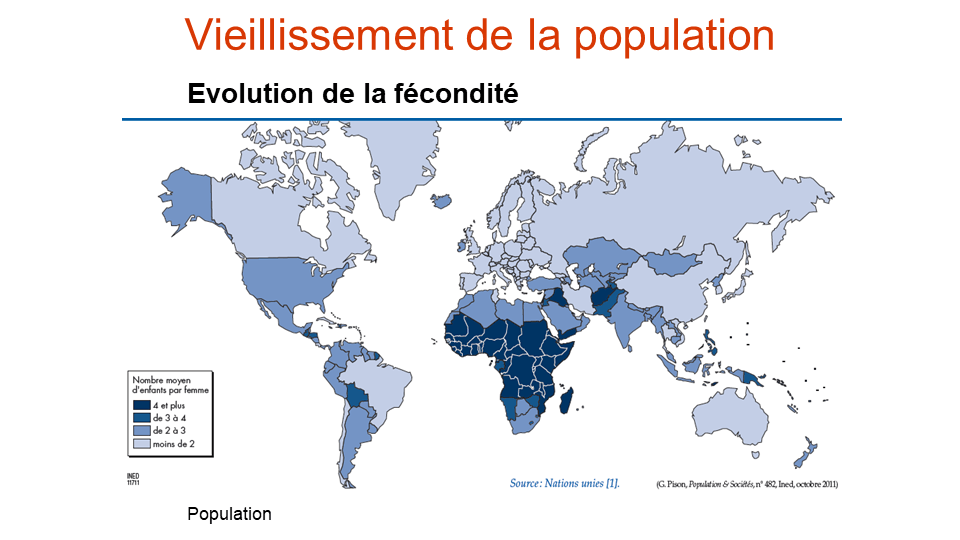 Vieillissement de la population
Evolution de la fécondité
Nombre moyen
d'enfants par femme
4 et plus
de 3 à 4
de 2 à 3
moins de 2
INED
11711
Source : Nations unies [1].
(G. Pison, Population & Sociétés, n° 482, Ined, octobre 2011)
Population